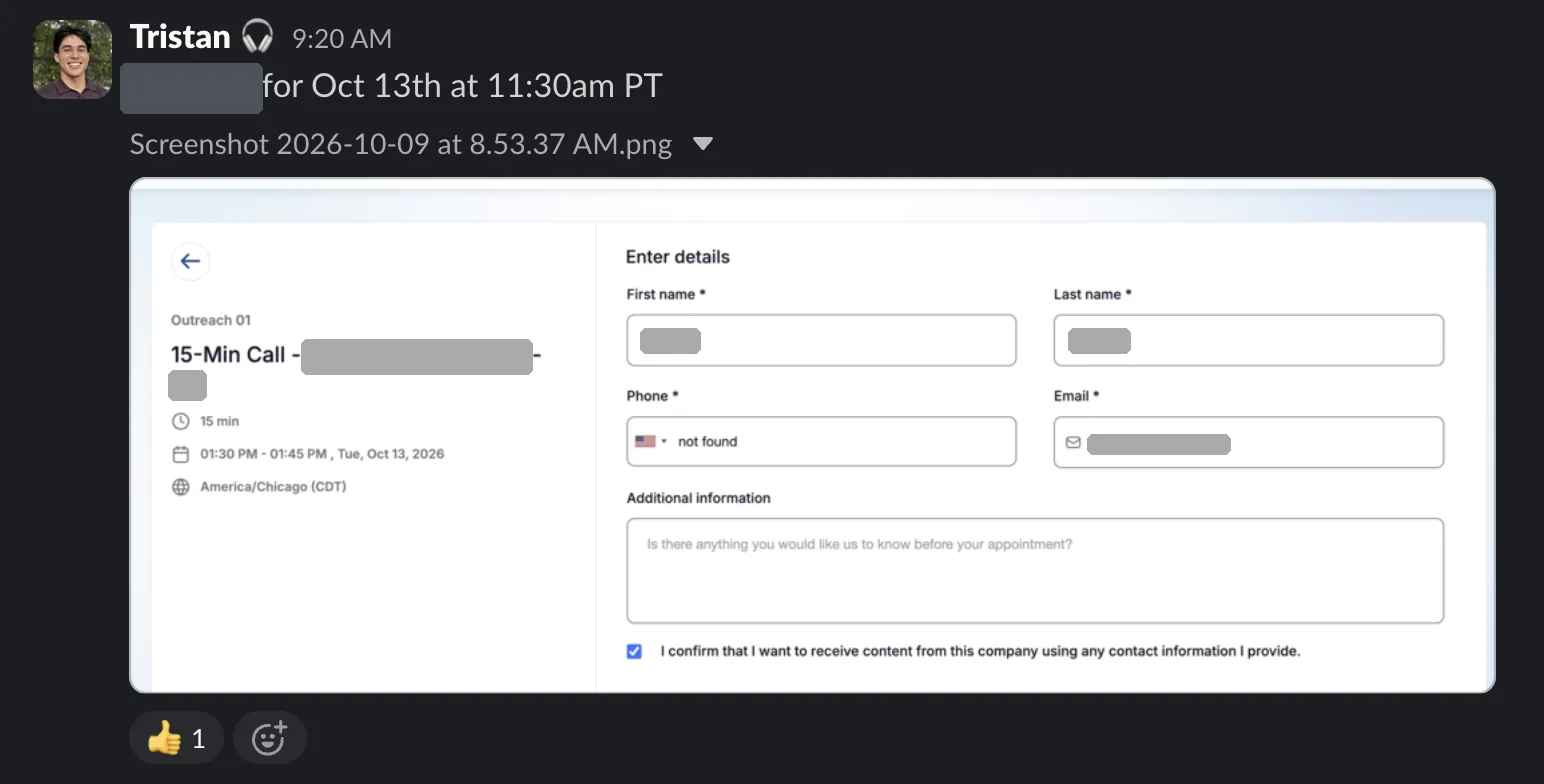 Tristan 9:20 AM
for Oct 13th at 11:30am PT
Screenshot 2026-10-09 at 8.53.37 AM.png
Outreach 01
15-Min Call - -
15 min
01:30 PM - 01:45 PM , Tue, Oct 13, 2026
America/Chicago (CDT)
Enter details
First name *
Last name *
Phone *
not found
Email *
Additional information
Is there anything you would like us to know before your appointment?
I confirm that I want to receive content from this company using any contact information I provide.
1